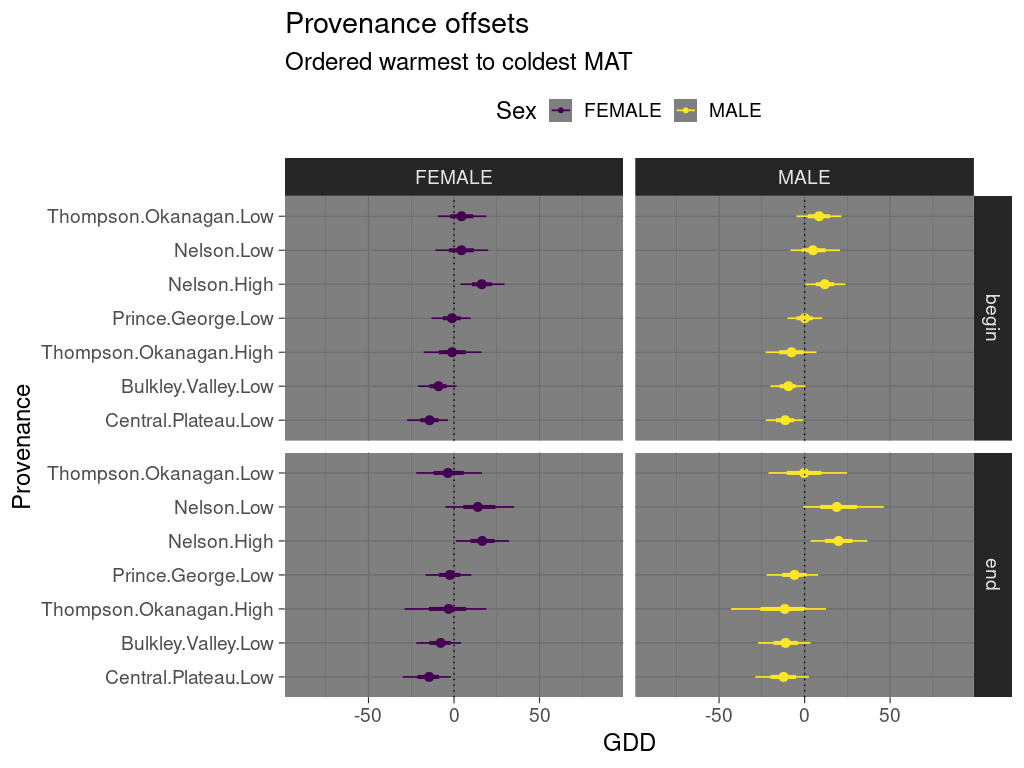 Provenance offsets
Ordered warmest to coldest MAT
Sex FEMALE MALE
FEMALE MALE
Thompson.Okanagan.Low
Nelson.Low
Nelson.High
Prince.George.Low
Thompson.Okanagan.High
Bulkley.Valley.Low
Central.Plateau.Low
begin
Thompson.Okanagan.Low
Nelson.Low
Nelson.High
Prince.George.Low
Thompson.Okanagan.High
Bulkley.Valley.Low
Central.Plateau.Low
end
Provenance
-50 0 50 -50 0 50
GDD